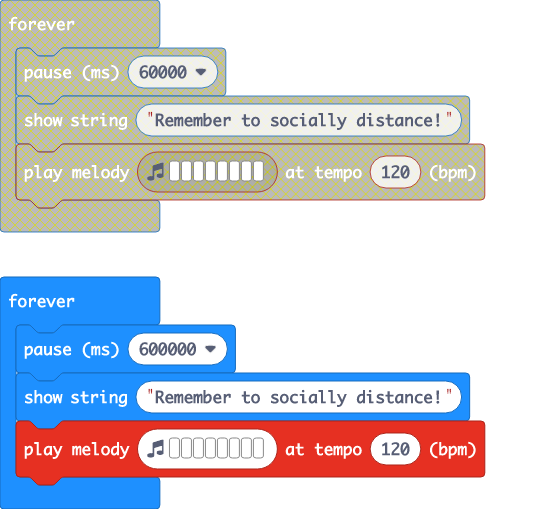 forever
pause (ms) 60000
show string "Remember to socially distance!"
play melody at tempo 120 (bpm)
forever
pause (ms) 600000
show string "Remember to socially distance!"
play melody at tempo 120 (bpm)